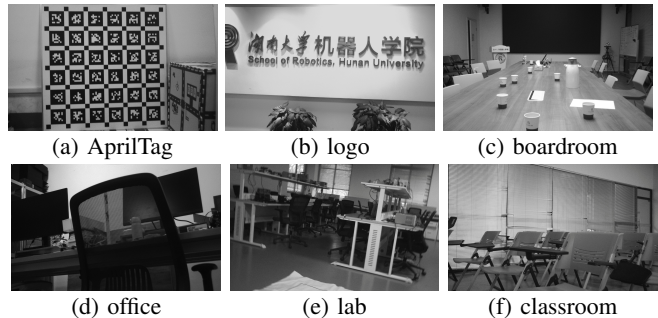 湖南大学机器人学院
School of Robotics, Hunan University
(a) AprilTag
(b) logo
(c) boardroom
(d) office
(e) lab
(f) classroom